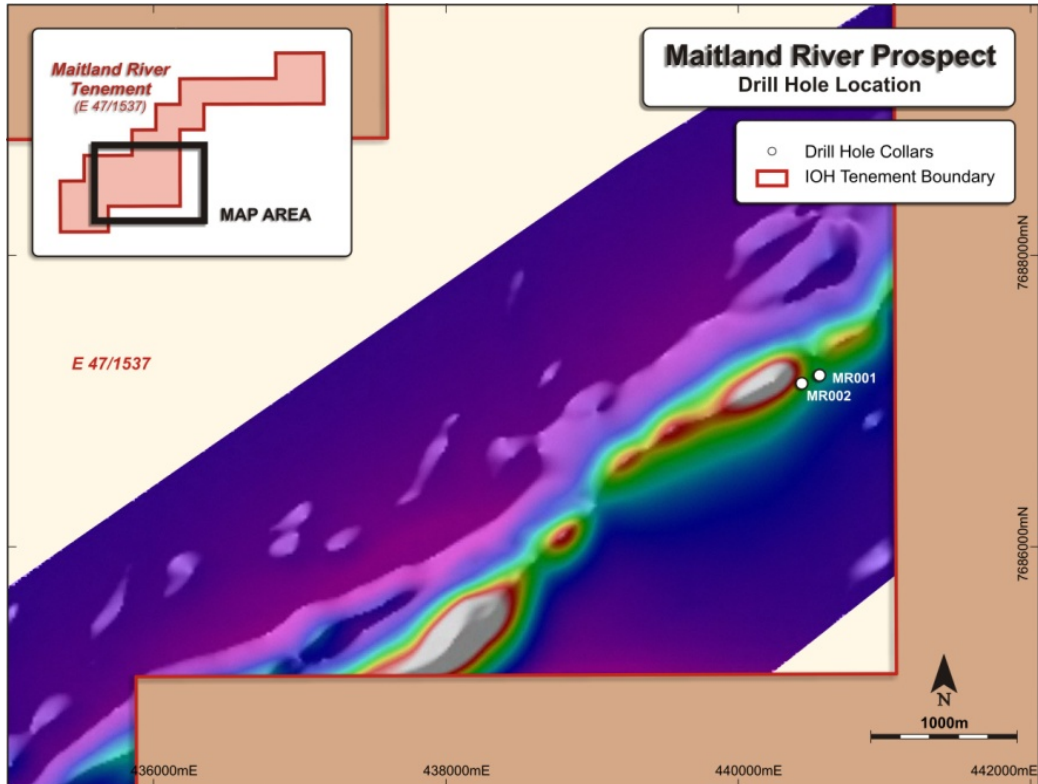 Maitland River
Tenement
(E 47/1537)
MAP AREA
Maitland River Prospect
Drill Hole Location
Drill Hole Collars
IOH Tenement Boundary
7688000mN
E 47/1537
MR001
MR002
7686000mN
N
1000m
436000mE
438000mE
440000mE
442000mE